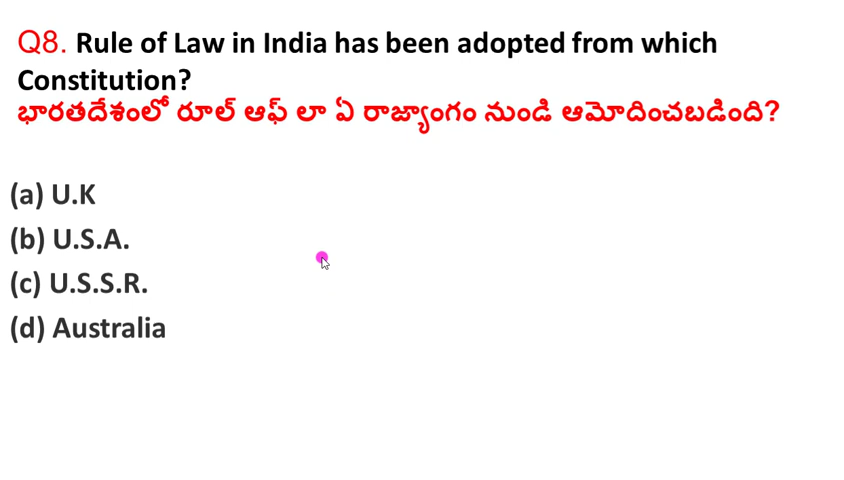 Q8. Rule of Law in India has been adopted from which
Constitution?
భారతదేశంలో రూల్ ఆఫ్ లా ఏ రాజ్యాంగం నుండి ఆమోదించబడింది?
(a) U.K
(b) U.S.A.
(c) U.S.S.R.
(d) Australia